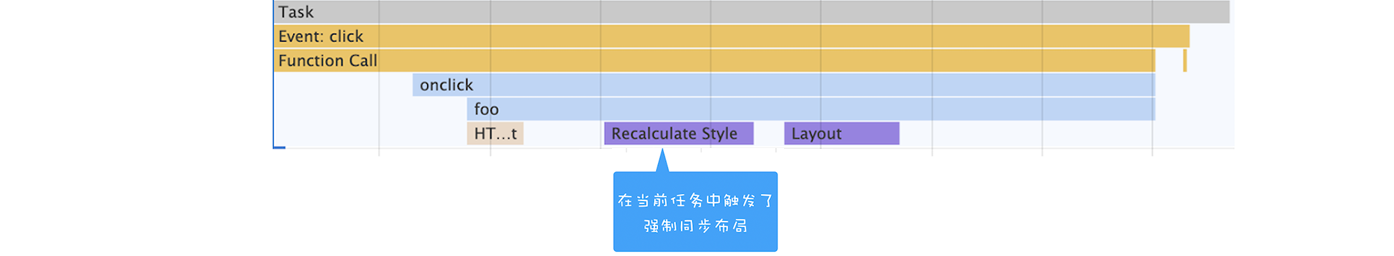 Task
Event: click
Function Call
onclick
foo
HT...t
Recalculate Style
Layout
在当前任务中触发了
强制同步布局